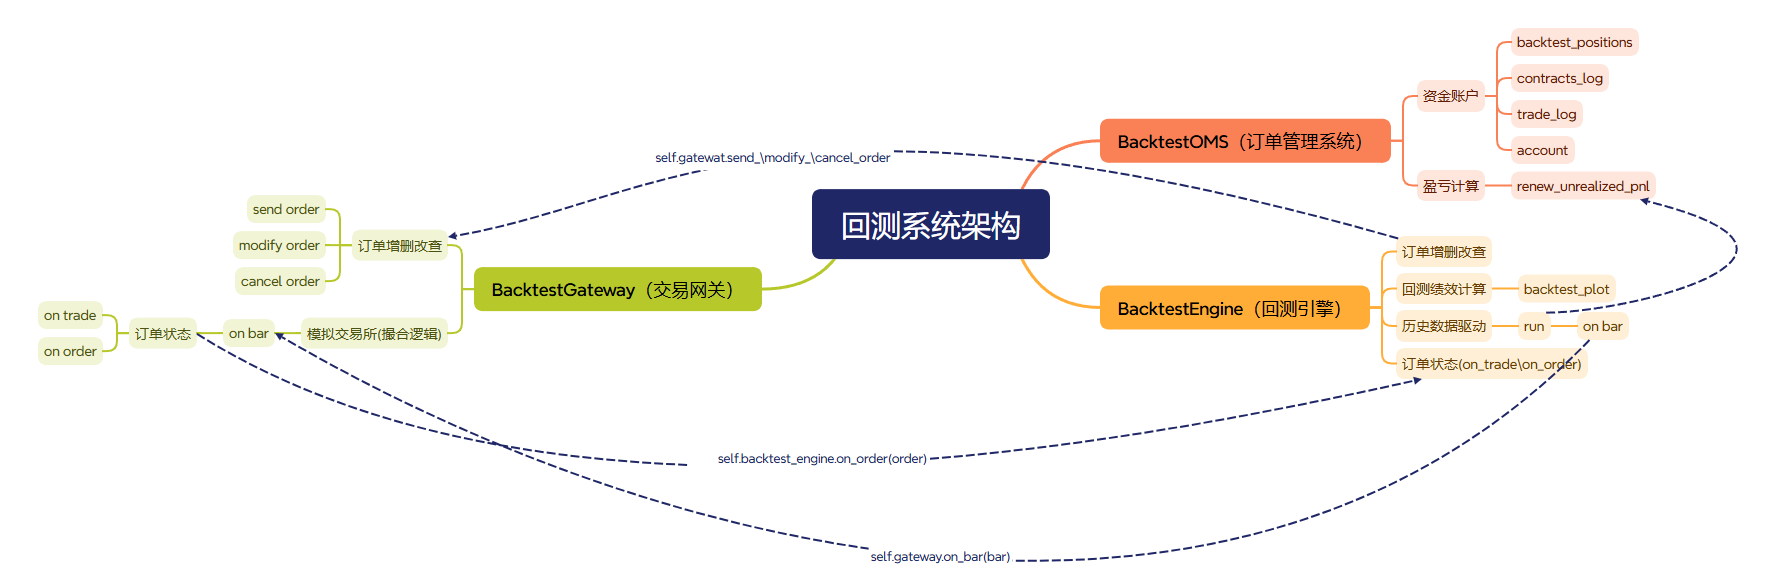 回测系统架构
BacktestOMS（订单管理系统）
资金账户
backtest_positions
contracts_log
trade_log
account
盈亏计算
renew_unrealized_pnl
BacktestEngine（回测引擎）
订单增删改查
回测绩效计算
backtest_plot
历史数据驱动
run
on bar
订单状态(on_trade\on_order)
BacktestGateway（交易网关）
订单增删改查
send order
modify order
cancel order
模拟交易所(撮合逻辑)
on bar
订单状态
on trade
on order
self.gatewat.send_\modify_\cancel_order
self.backtest_engine.on_order(order)
self.gateway.on_bar(bar)